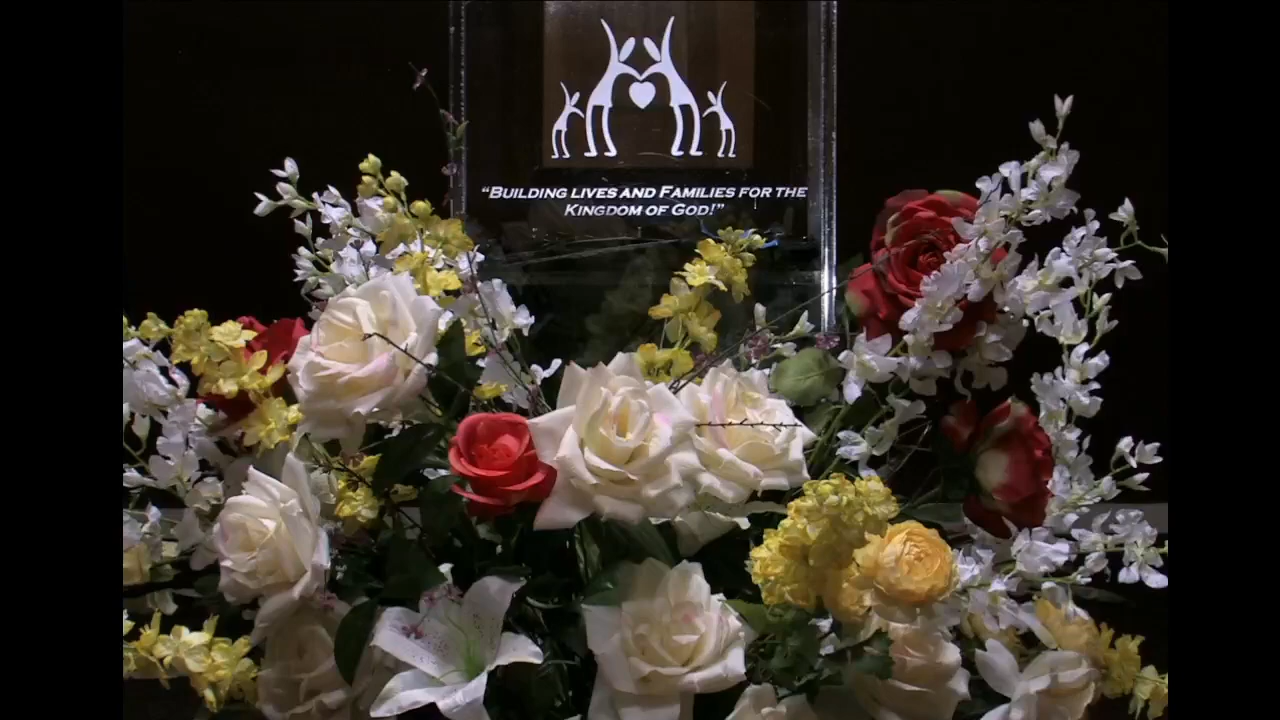 “Building lives and Families for the
Kingdom of God!”